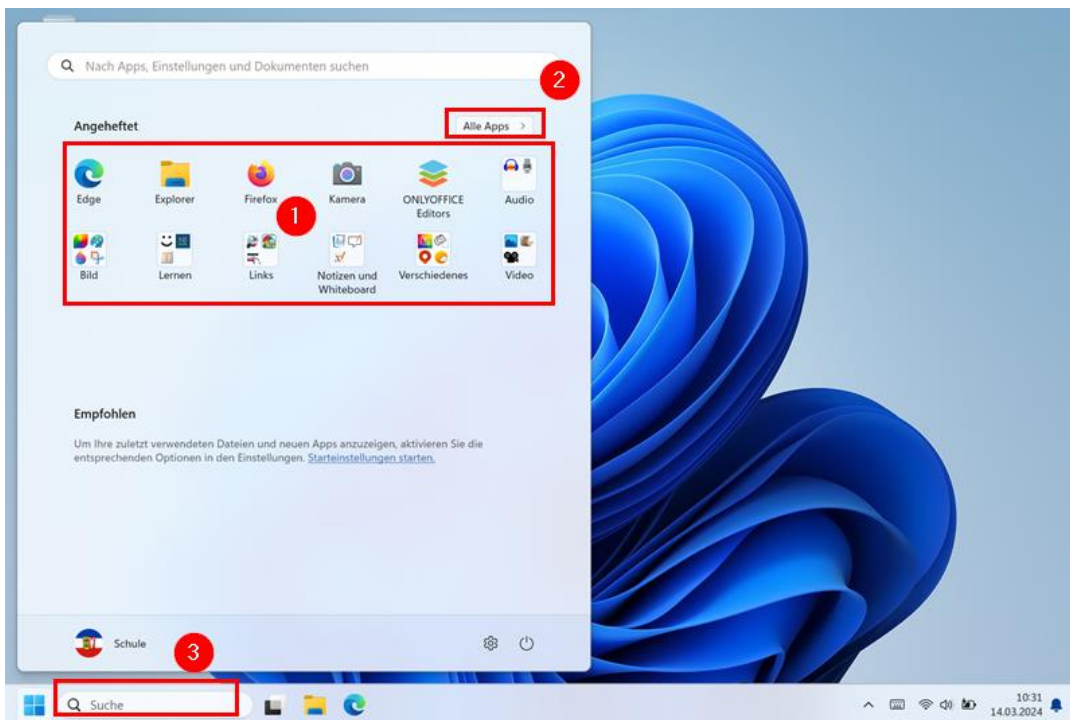 Nach Apps, Einstellungen und Dokumenten suchen
2
Angeheftet
Alle Apps >
Edge
Explorer
Firefox
Kamera
ONLYOFFICE
Editors
Audio
1
Bild
Lernen
Links
Notizen und
Whiteboard
Verschiedenes
Video
Empfohlen
Um Ihre zuletzt verwendeten Dateien und neuen Apps anzuzeigen, aktivieren Sie die
entsprechenden Optionen in den Einstellungen. Starteinstellungen starten.
Schule
3
Suche
10:31
14.03.2024